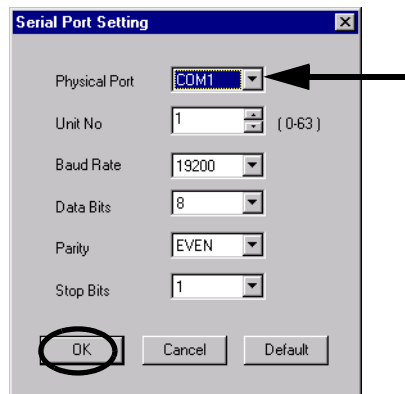 Serial Port Setting
Physical Port COM1
Unit No 1 ( 0-63 )
Baud Rate 19200
Data Bits 8
Parity EVEN
Stop Bits 1
OK Cancel Default